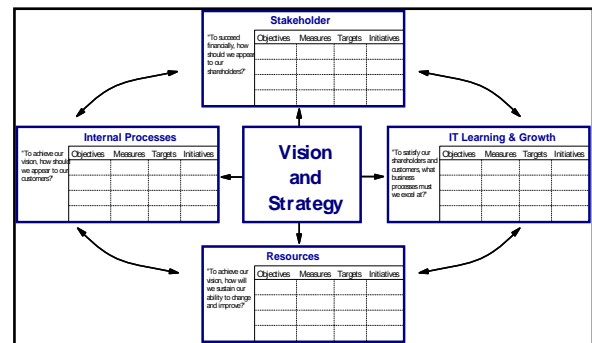 Stakeholder
"To succeed
financially, how
should we appear
to our
shareholders?"
Objectives Measures Targets Initiatives
Internal Processes
"To achieve our
vision, how should
we appear to our
customers?"
Objectives Measures Targets Initiatives
Vision
and
Strategy
IT Learning & Growth
"To satisfy our
shareholders and
customers, what
business
processes must
we excel at?"
Objectives Measures Targets Initiatives
Resources
"To achieve our
vision, how will
we sustain our
ability to change
and improve?"
Objectives Measures Targets Initiatives